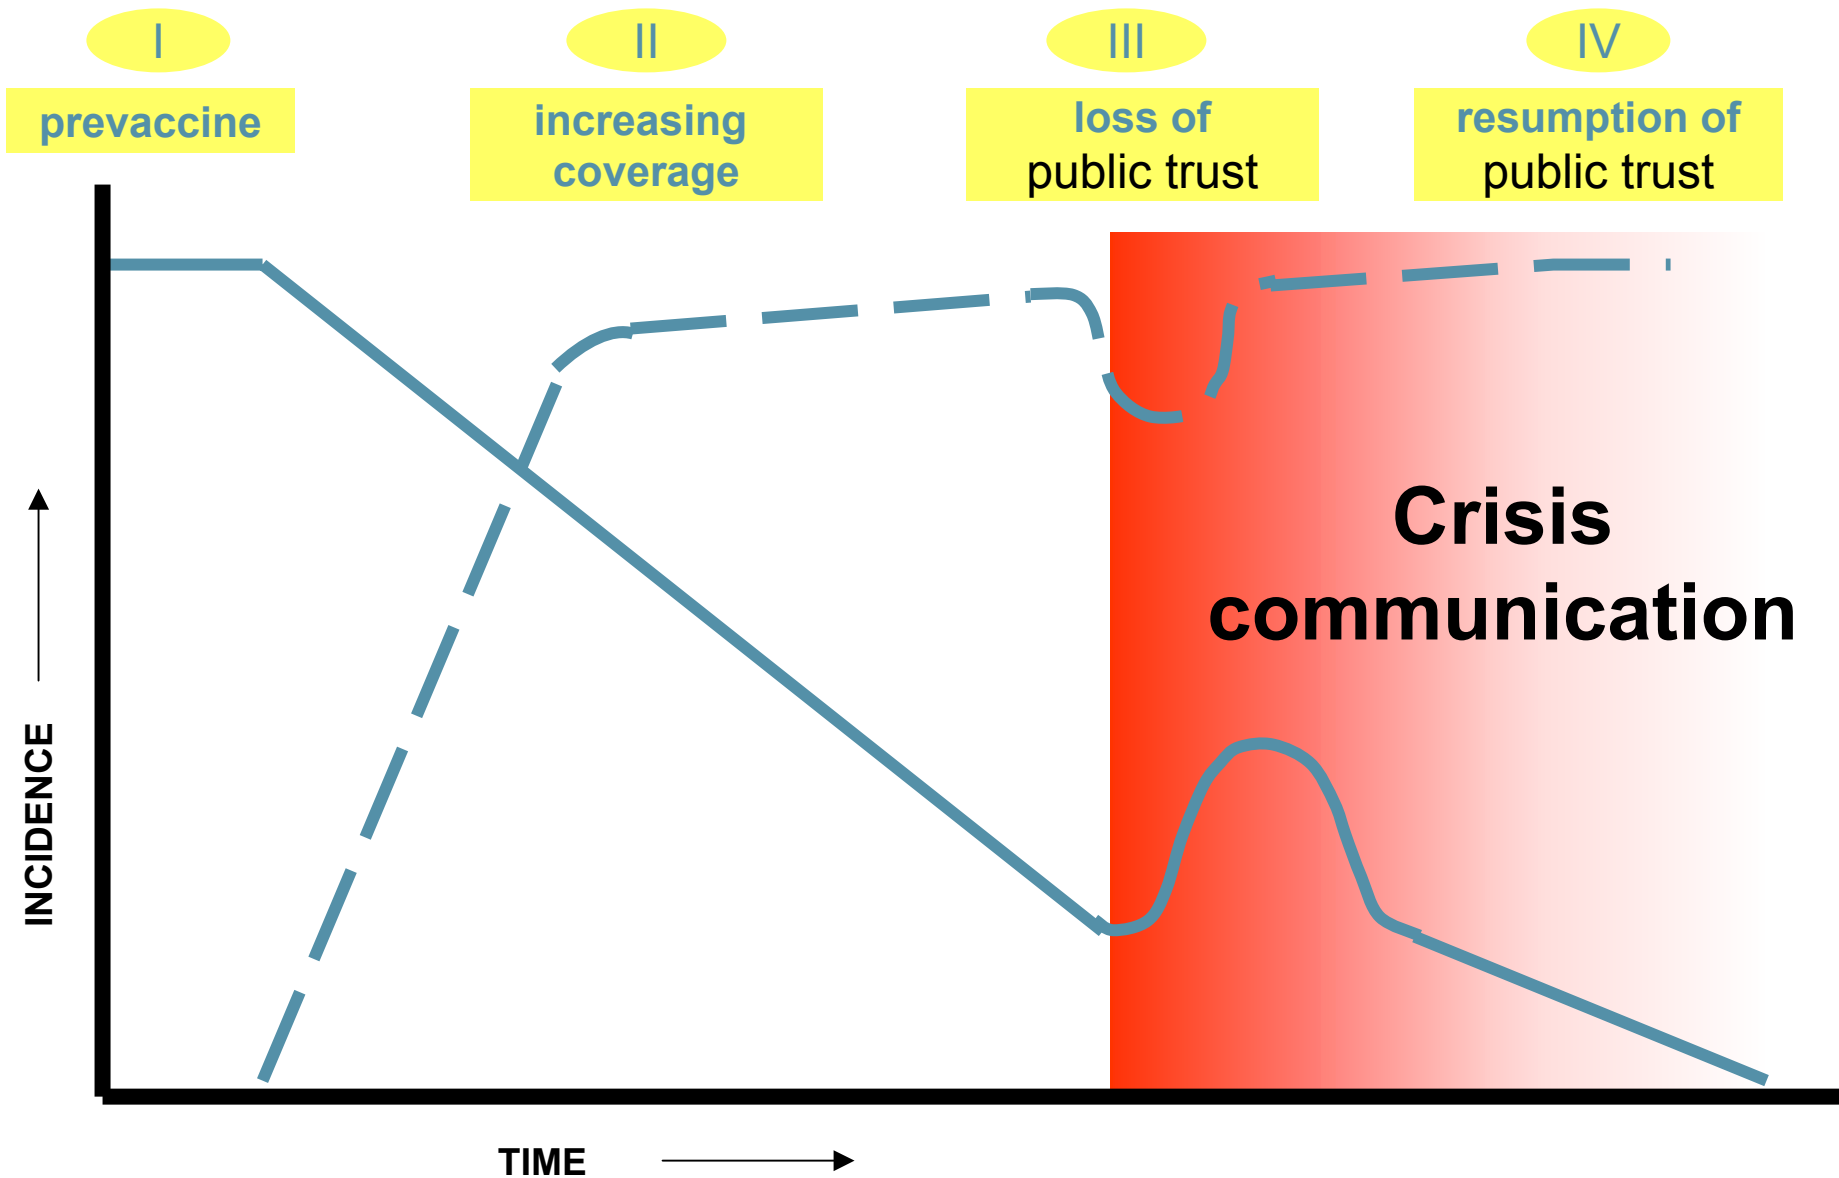 I
II
III
IV
prevaccine
increasing
coverage
loss of
public trust
resumption of
public trust
Crisis
communication
INCIDENCE
TIME